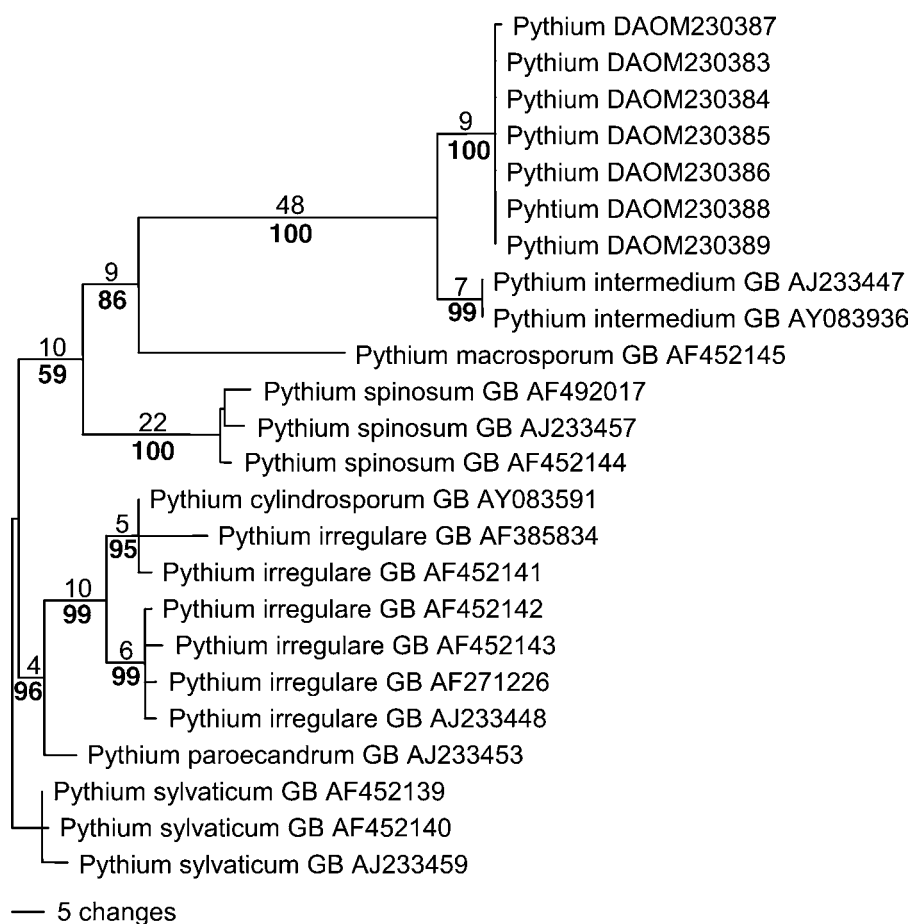 Pythium DAOM230387
Pythium DAOM230383
Pythium DAOM230384
9
Pythium DAOM230385
100
Pythium DAOM230386
48
Pyhtium DAOM230388
100
Pythium DAOM230389
9
7
Pythium intermedium GB AJ233447
86
99
Pythium intermedium GB AY083936
10
Pythium macrosporum GB AF452145
59
Pythium spinosum GB AF492017
22
Pythium spinosum GB AJ233457
100
Pythium spinosum GB AF452144
Pythium cylindrosporum GB AY083591
5
Pythium irregulare GB AF385834
95
Pythium irregulare GB AF452141
10
Pythium irregulare GB AF452142
99
Pythium irregulare GB AF452143
6
4
Pythium irregulare GB AF271226
99
96
Pythium irregulare GB AJ233448
Pythium paroecandrum GB AJ233453
Pythium sylvaticum GB AF452139
Pythium sylvaticum GB AF452140
Pythium sylvaticum GB AJ233459
5 changes